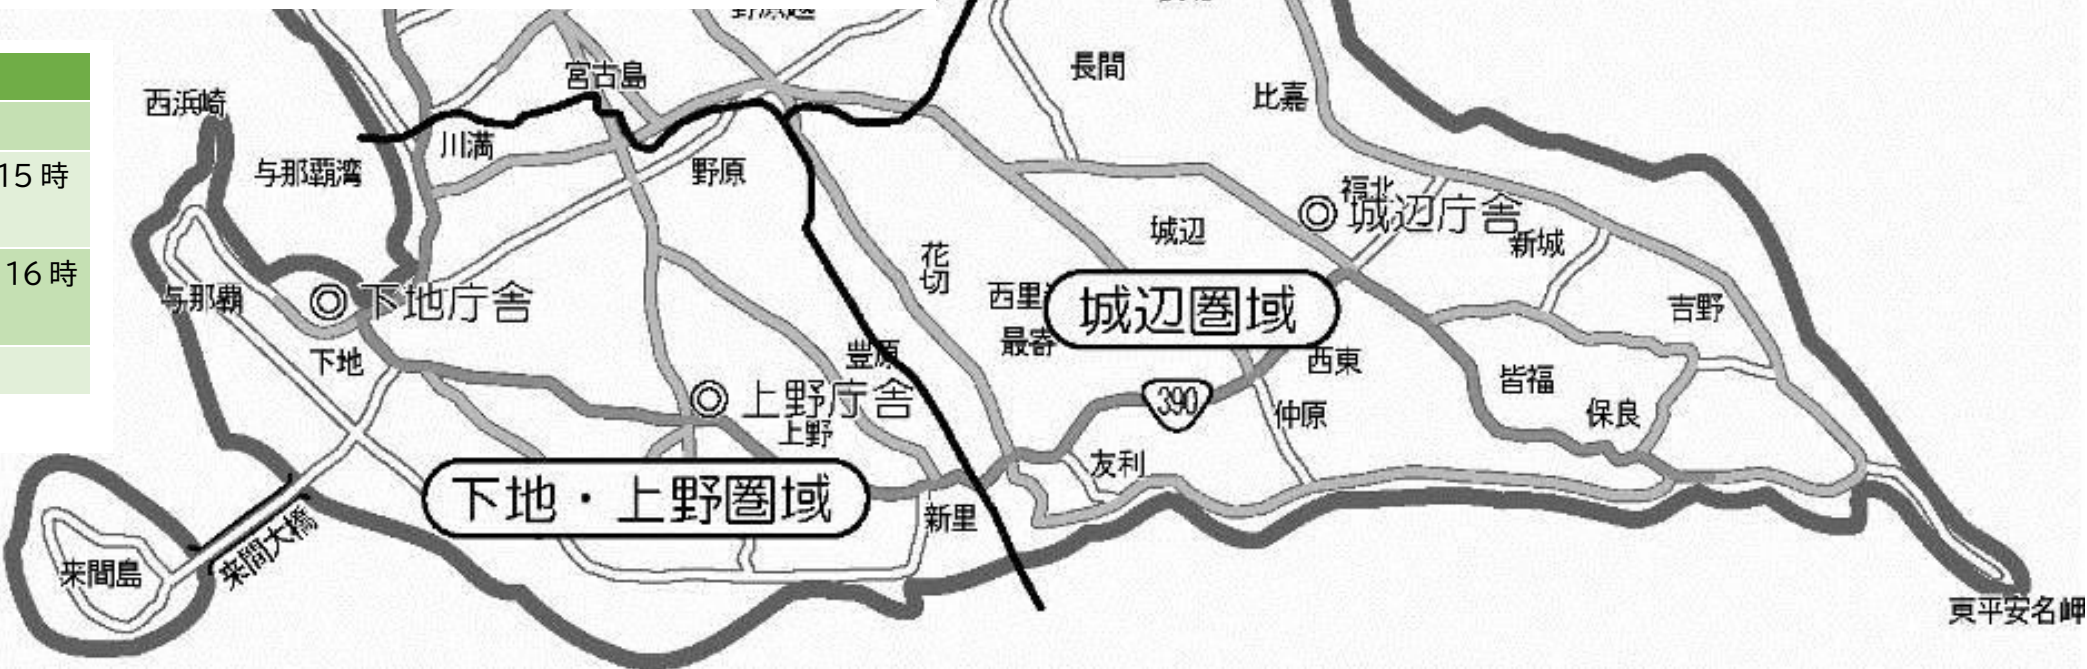 長間
宮古島
比嘉
西浜崎
川満
与那覇湾
野原
15時
福北
城辺庁舎
城辺
新城
花切
16時
与那覇
下地庁舎
西里
城辺圏域
吉野
最寄
豊原
下地
西東
皆福
上野庁舎
390
仲原
保良
上野
友利
下地・上野圏域
新里
来間大橋
来間島
東平安名岬